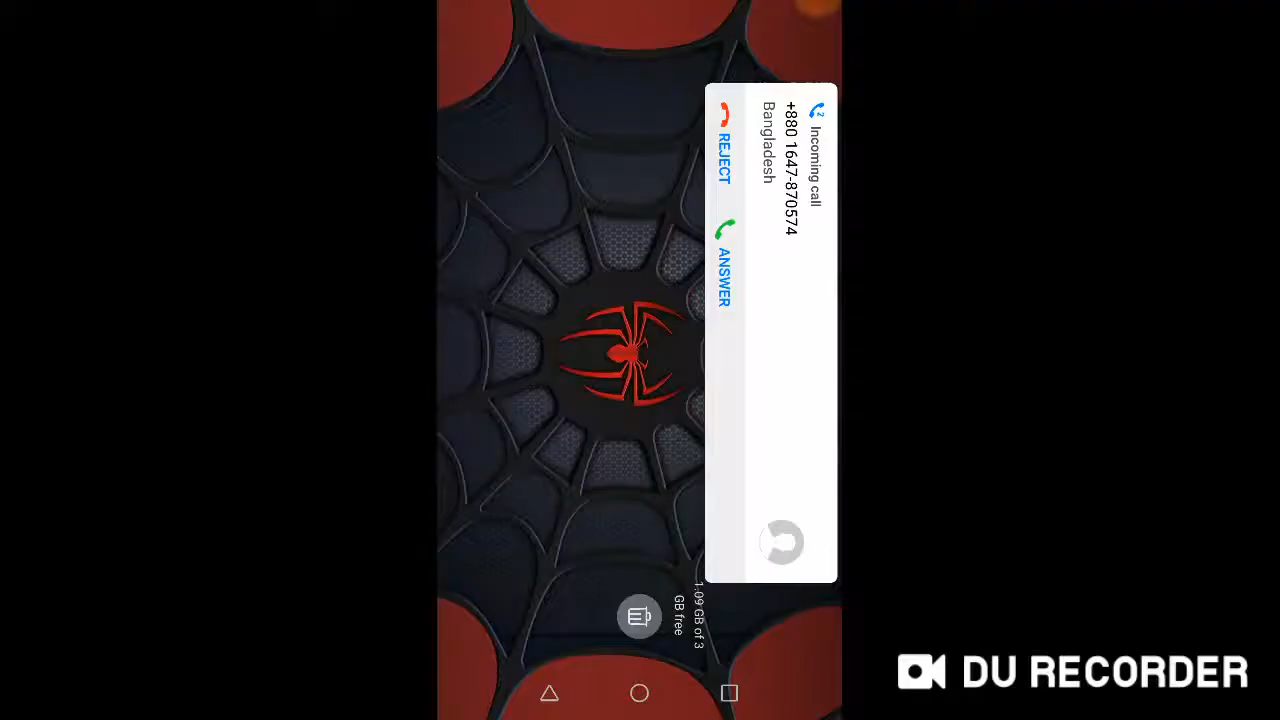 Incoming call
+880 1647-870574
Bangladesh
REJECT
ANSWER
1.09 GB of 3
GB free
DU RECORDER